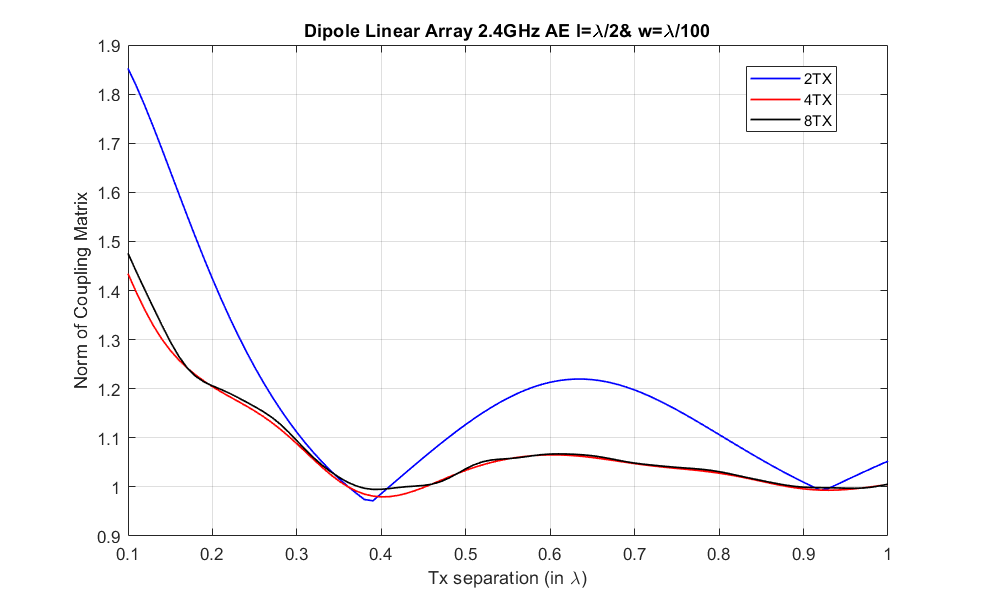 Dipole Linear Array 2.4GHz AE l=λ/2& w=λ/100
1.9
1.8
1.7
1.6
1.5
1.4
1.3
1.2
1.1
1
0.9
Norm of Coupling Matrix
2TX
4TX
8TX
0.1 0.2 0.3 0.4 0.5 0.6 0.7 0.8 0.9 1
Tx separation (in λ)